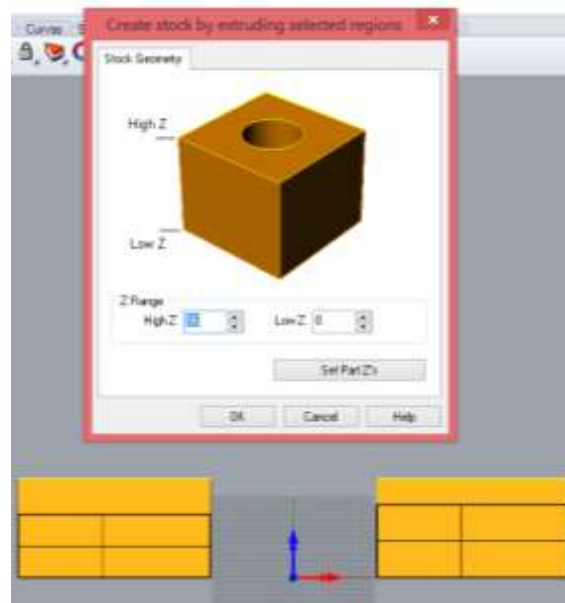 Curvas
Create stock by extruding selected regions
Stock Geometry
High Z
Low Z
Z Range
High Z
Low Z: 0
Set Part Z's
OK Cancel Help